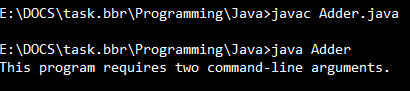 E:\DOCS\task.bbr\Programming\Java>javac Adder.java
E:\DOCS\task.bbr\Programming\Java>java Adder
This program requires two command-line arguments.